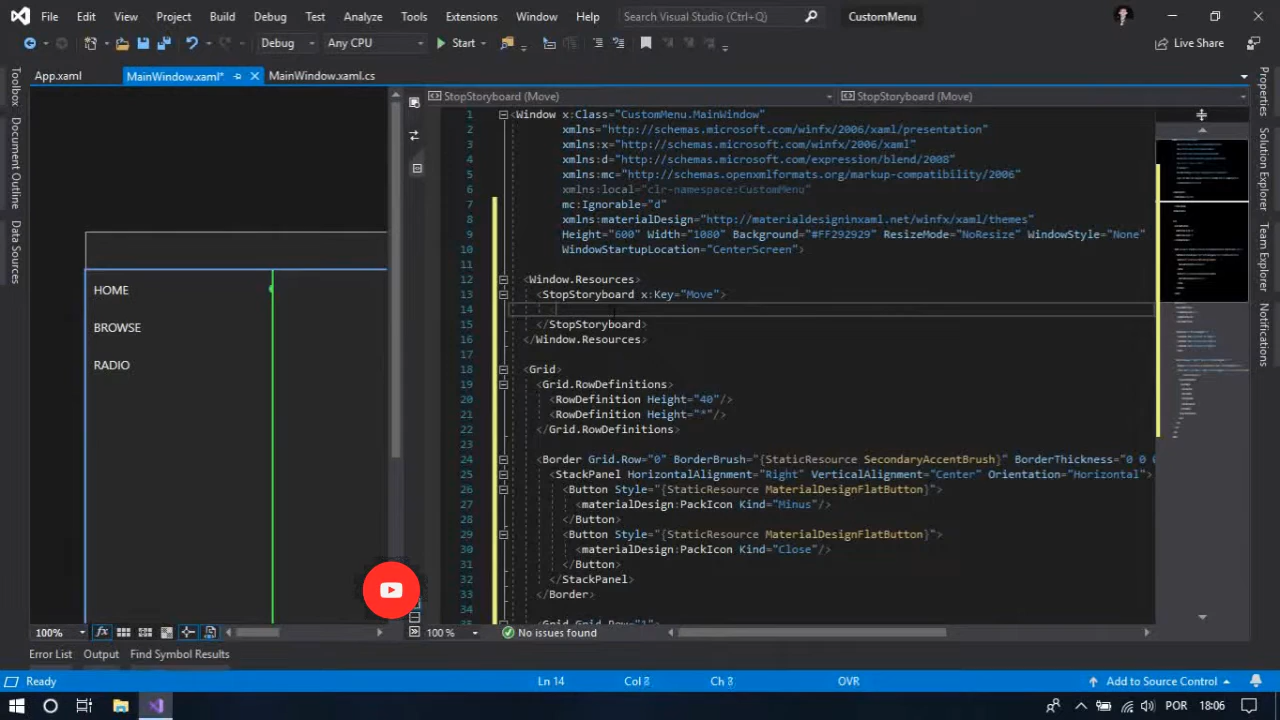 File Edit View Project Build Debug Test Analyze Tools Extensions Window Help Search Visual Studio (Ctrl+Q) CustomMenu
Debug Any CPU Start Live Share
App.xaml MainWindow.xaml* MainWindow.xaml.cs
StopStoryboard (Move) StopStoryboard (Move)
Toolbox
Document Outline
Data Sources
HOME
BROWSE
RADIO
1 <Window x:Class="CustomMenu.MainWindow"
2 xmlns="http://schemas.microsoft.com/winfx/2006/xaml/presentation"
3 xmlns:x="http://schemas.microsoft.com/winfx/2006/xaml"
4 xmlns:d="http://schemas.microsoft.com/expression/blend/2008"
5 xmlns:mc="http://schemas.openxmlformats.org/markup-compatibility/2006"
6 xmlns:local="clr-namespace:CustomMenu"
7 mc:Ignorable="d"
8 xmlns:materialDesign="http://materialdesigninxaml.net/winfx/xaml/themes"
9 Height="600" Width="1080" Background="#FF292929" ResizeMode="NoResize" WindowStyle="None"
10 WindowStartupLocation="CenterScreen">
11
12 <Window.Resources>
13 <StopStoryboard x:Key="Move">
14
15 </StopStoryboard>
16 </Window.Resources>
17
18 <Grid>
19 <Grid.RowDefinitions>
20 <RowDefinition Height="40"/>
21 <RowDefinition Height="*"/>
22 </Grid.RowDefinitions>
23
24 <Border Grid.Row="0" BorderBrush="{StaticResource SecondaryAccentBrush}" BorderThickness="0 0 0
25 <StackPanel HorizontalAlignment="Right" VerticalAlignment="Center" Orientation="Horizontal">
26 <Button Style="{StaticResource MaterialDesignFlatButton}">
27 <materialDesign:PackIcon Kind="Minus"/>
28 </Button>
29 <Button Style="{StaticResource MaterialDesignFlatButton}">
30 <materialDesign:PackIcon Kind="Close"/>
31 </Button>
32 </StackPanel>
33 </Border>
34
<Grid Grid.Row="1">
Properties
Solution Explorer
Team Explorer
History
100% fx 100 % No issues found
Error List Output Find Symbol Results
Ready Ln 14 Col 8 Ch 8 OVR Add to Source Control
POR 18:06